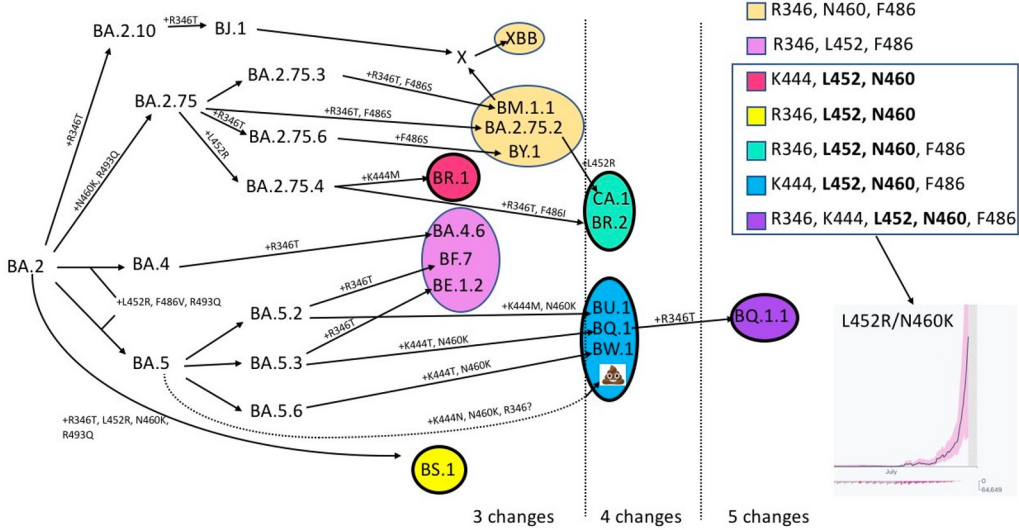 BA.2.10
+R346T
BJ.1
X
XBB
+R346T
BA.2.75.3
+R346T, F486S
BA.2.75
+R346T, F486S
BM.1.1
BA.2.75.2
BY.1
+R346T
BA.2.75.6
+F486S
+N460K, R493Q
+L452R
+L452R
BA.2.75.4
+K444M
BR.1
+R346T, F486I
CA.1
BR.2
BA.2
BA.4
+R346T
BA.4.6
BF.7
BE.1.2
+L452R, F486V, R493Q
+R346T
BA.5.2
+K444M, N460K
+R346T
BA.5
BA.5.3
+K444T, N460K
BU.1
BQ.1
BW.1
+R346T
BQ.1.1
BA.5.6
+K444T, N460K
+K444N, N460K, R346?
+R346T, L452R, N460K,
R493Q
BS.1
3 changes
4 changes
5 changes
R346, N460, F486
R346, L452, F486
K444, L452, N460
R346, L452, N460
R346, L452, N460, F486
K444, L452, N460, F486
R346, K444, L452, N460, F486
L452R/N460K
July
0
64,649